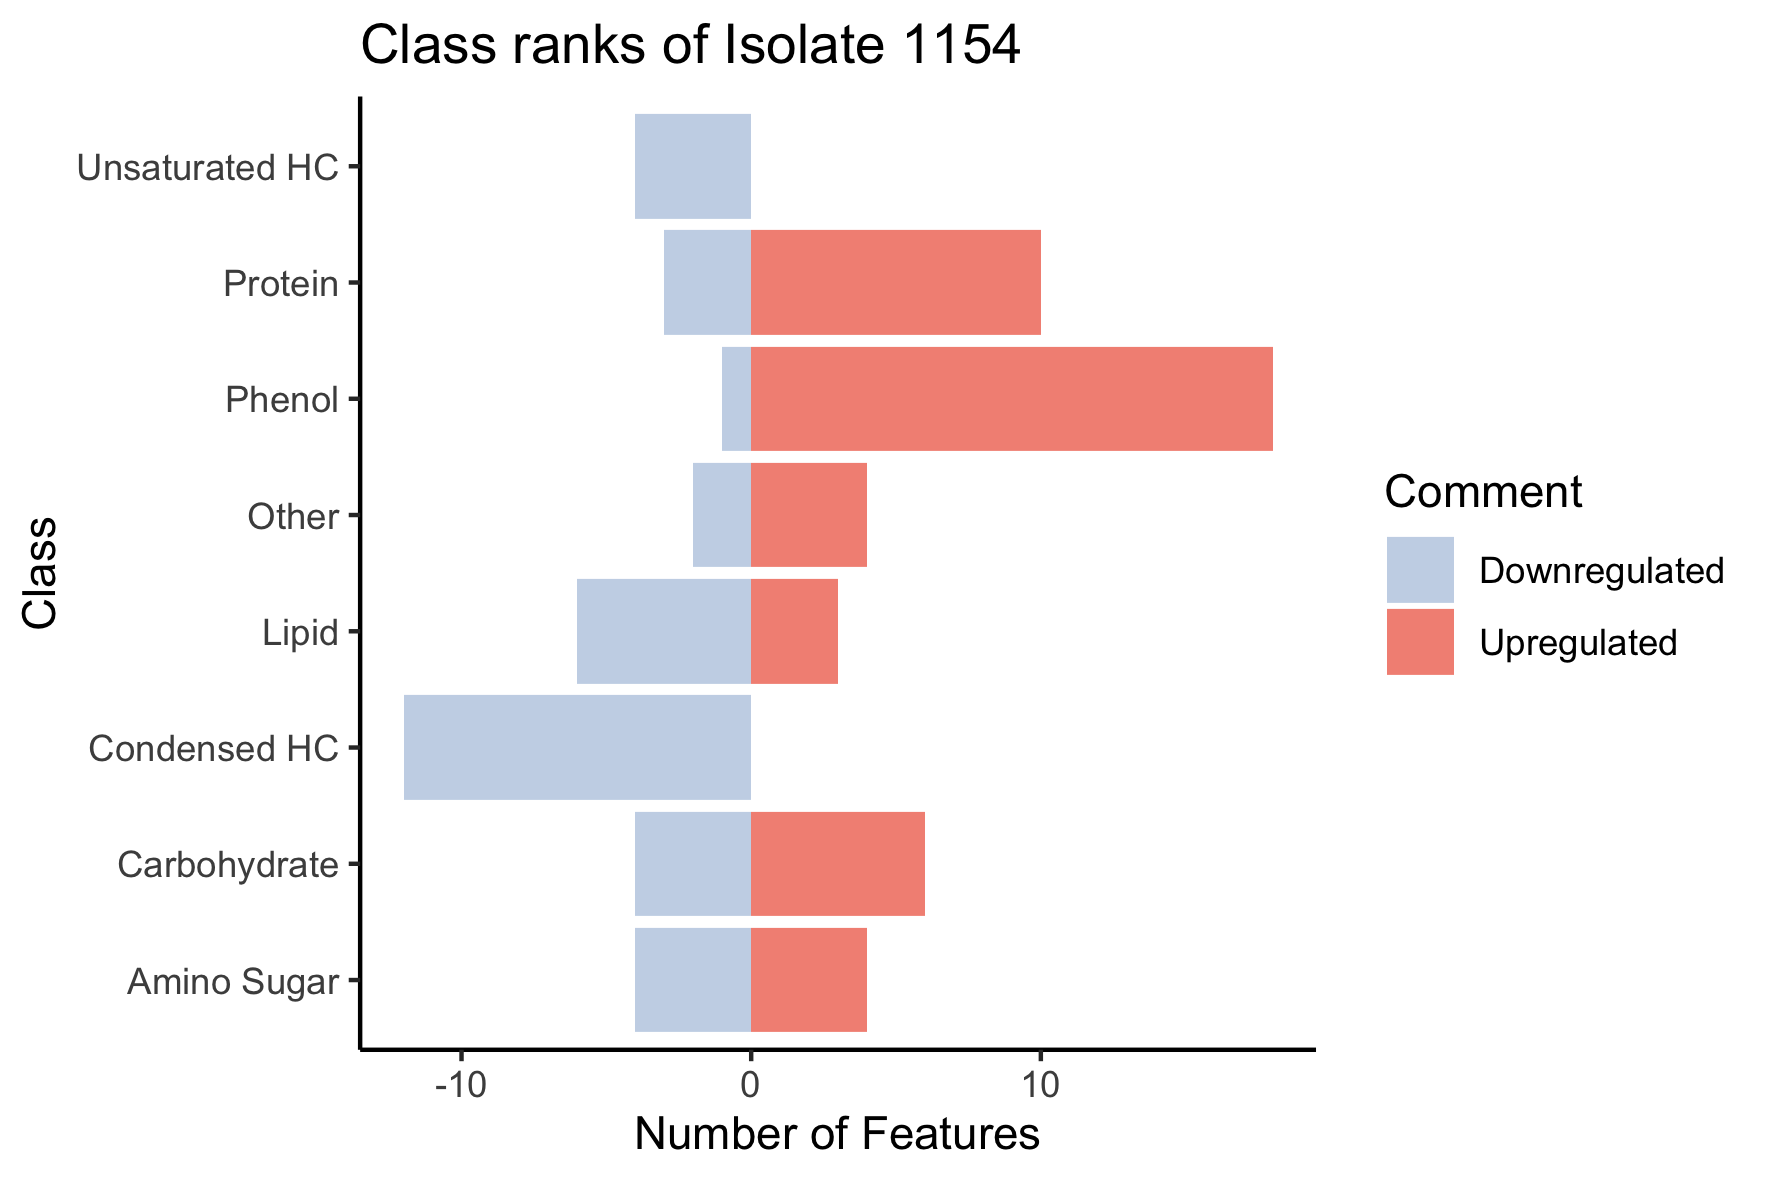 Class ranks of Isolate 1154
Class
Unsaturated HC
Protein
Phenol
Other
Lipid
Condensed HC
Carbohydrate
Amino Sugar
-10
0
10
Number of Features
Comment
Downregulated
Upregulated